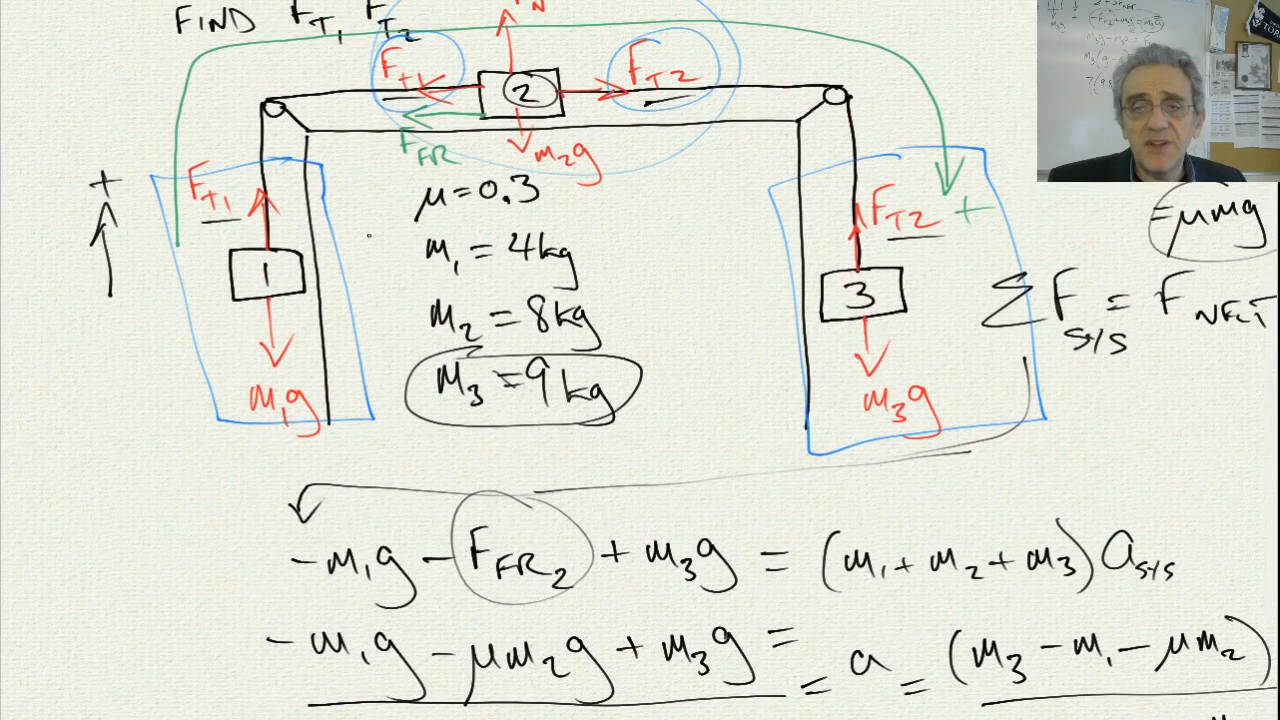 FIND F_T1 F_T2
F_N
F_T1
2
F_T2
F_FR
m_2g
+
F_T1
1
m_1g
μ=0.3
m_1 = 4kg
m_2 = 8kg
m_3 = 9kg
F_T2 +
3
m_3g
=μmg
ΣF_sys = F_NET
-m_1g - F_FR2 + m_3g = (m_1+m_2+m_3)a_sys
-m_1g - μm_2g + m_3g =
= a = (m_3 - m_1 - μm_2)